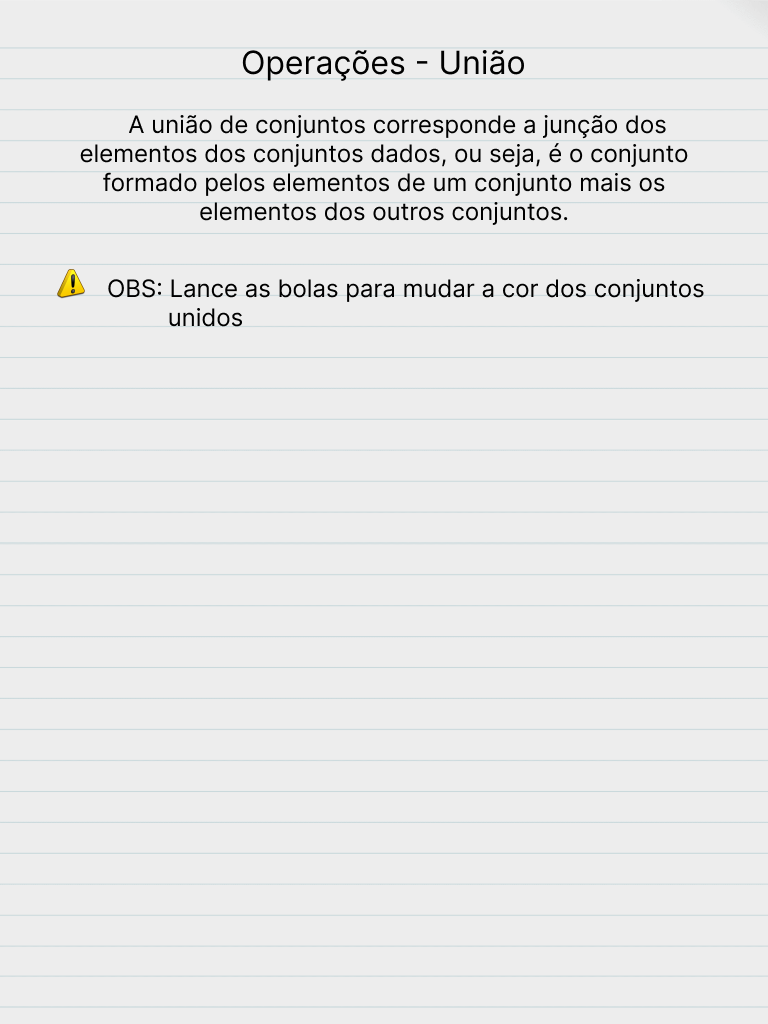 Operações - União
A união de conjuntos corresponde a junção dos
elementos dos conjuntos dados, ou seja, é o conjunto
formado pelos elementos de um conjunto mais os
elementos dos outros conjuntos.
OBS: Lance as bolas para mudar a cor dos conjuntos
unidos